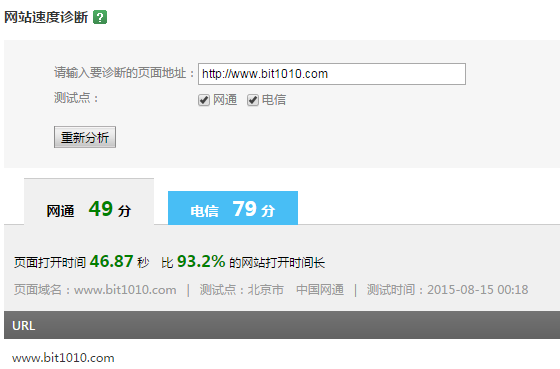 网站速度诊断 ?
请输入要诊断的页面地址：http://www.bit1010.com
测试点： 网通 电信
重新分析
网通 49 分 电信 79 分
页面打开时间 46.87 秒 比 93.2% 的网站打开时间长
页面域名：www.bit1010.com | 测试点：北京市 中国网通 | 测试时间：2015-08-15 00:18
URL
www.bit1010.com